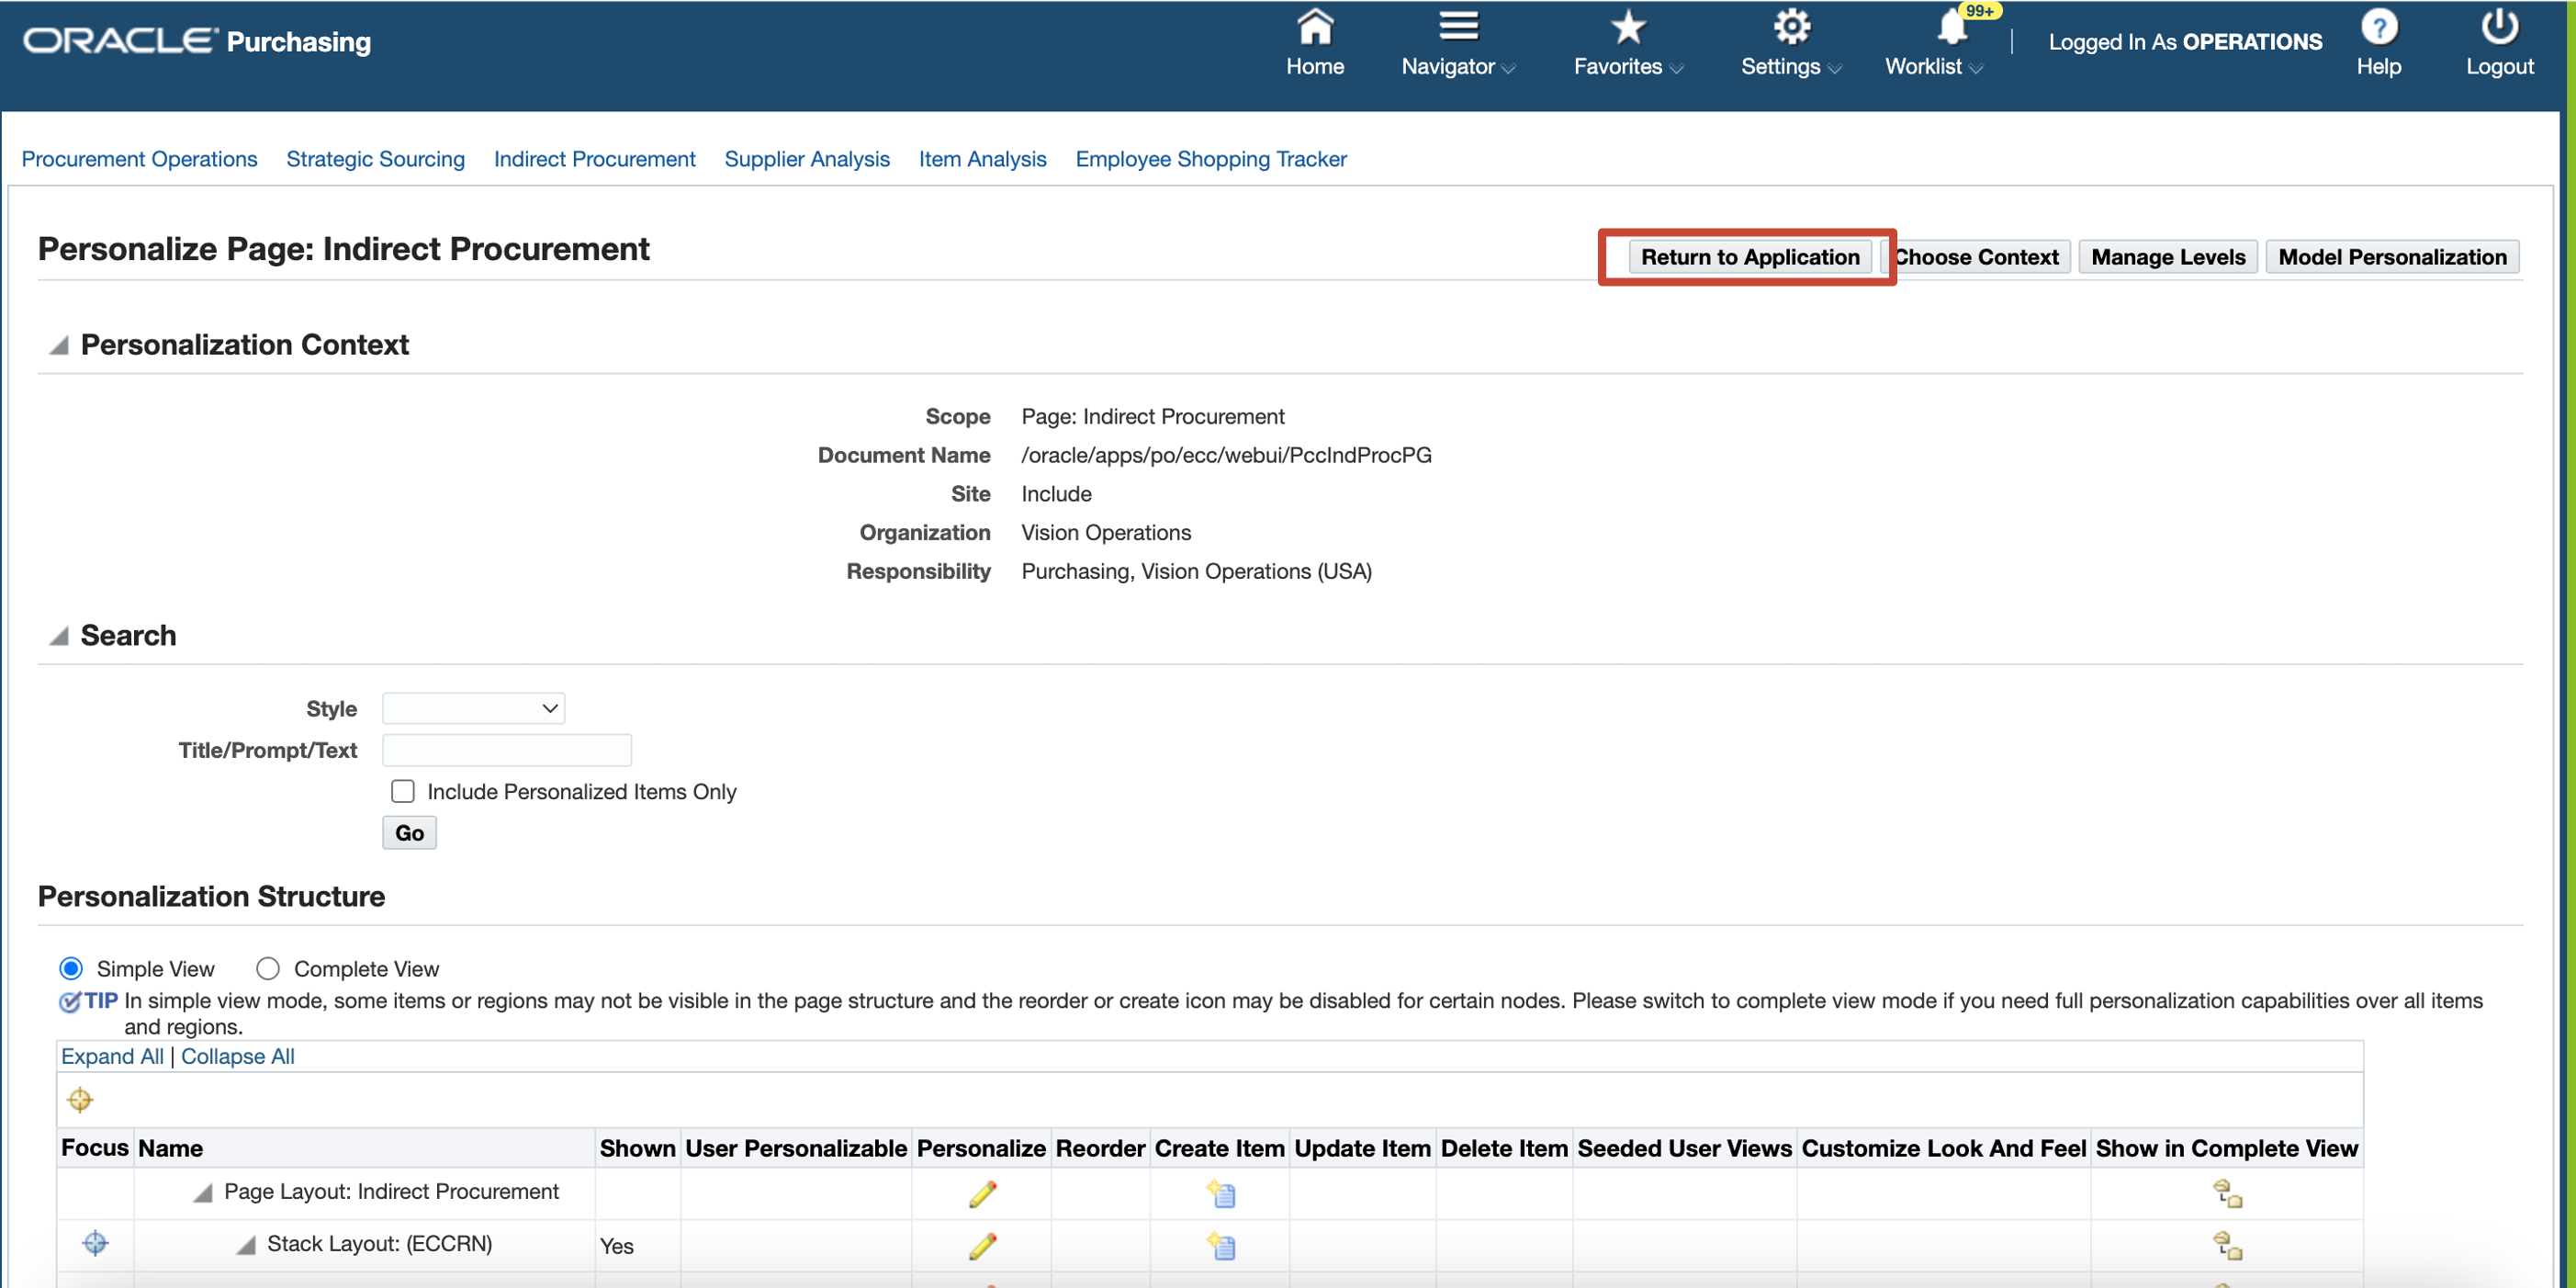 ORACLE Purchasing
99+
Home Navigator Favorites Settings Worklist Logged In As OPERATIONS Help Logout
Procurement Operations Strategic Sourcing Indirect Procurement Supplier Analysis Item Analysis Employee Shopping Tracker
Personalize Page: Indirect Procurement
Return to Application Choose Context Manage Levels Model Personalization
Personalization Context
Scope Page: Indirect Procurement
Document Name /oracle/apps/po/ecc/webui/PccIndProcPG
Site Include
Organization Vision Operations
Responsibility Purchasing, Vision Operations (USA)
Search
Style
Title/Prompt/Text
Include Personalized Items Only
Go
Personalization Structure
Simple View Complete View
TIP In simple view mode, some items or regions may not be visible in the page structure and the reorder or create icon may be disabled for certain nodes. Please switch to complete view mode if you need full personalization capabilities over all items
and regions.
Expand All | Collapse All
Focus Name Shown User Personalizable Personalize Reorder Create Item Update Item Delete Item Seeded User Views Customize Look And Feel Show in Complete View
Page Layout: Indirect Procurement
Stack Layout: (ECCRN) Yes